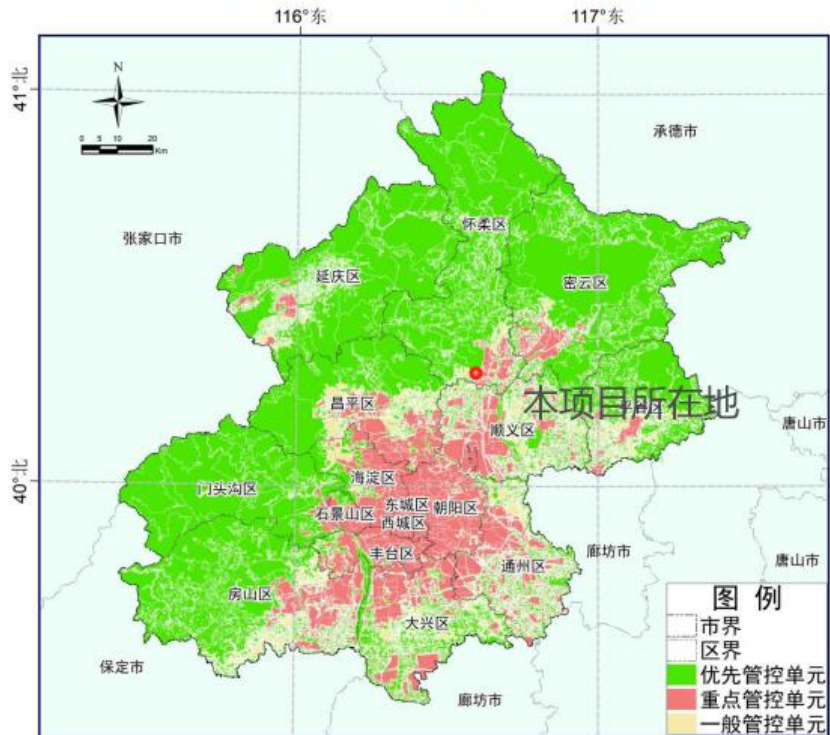 116°东
117°东
41°北
N
0 5 10 20
Km
承德市
张家口市
怀柔区
延庆区
密云区
本项目所在地
昌平区
平谷区
顺义区
唐山市
40°北
海淀区
门头沟区
东城区
朝阳区
石景山区
西城区
丰台区
廊坊市
唐山市
通州区
房山区
大兴区
保定市
廊坊市
图 例
市界
区界
优先管控单元
重点管控单元
一般管控单元